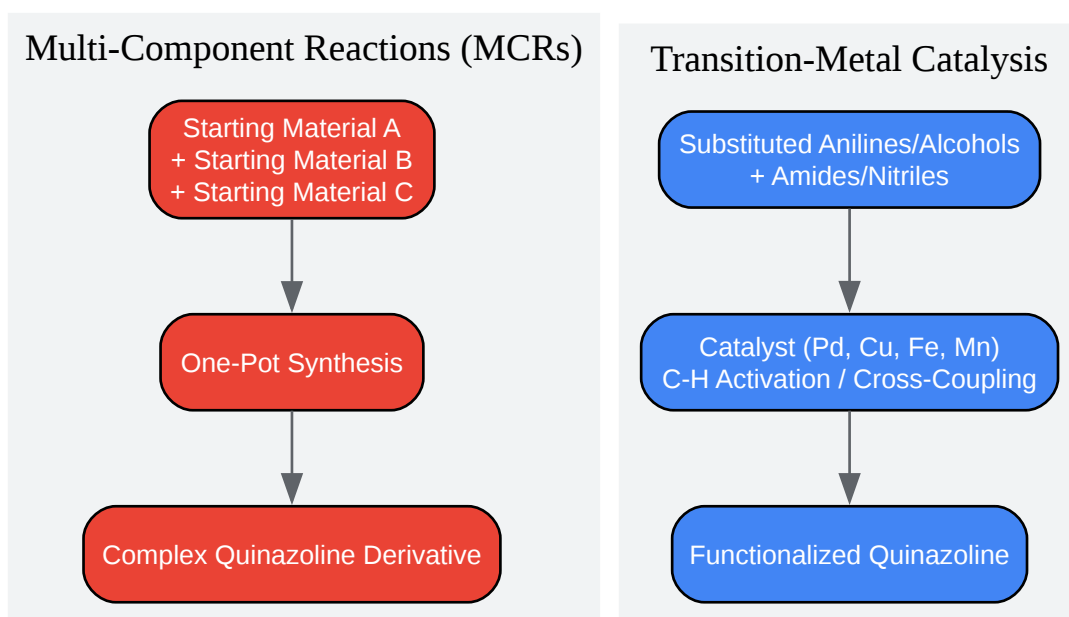 Multi-Component Reactions (MCRs)
Starting Material A
+ Starting Material B
+ Starting Material C
One-Pot Synthesis
Complex Quinazoline Derivative
Transition-Metal Catalysis
Substituted Anilines/Alcohols
+ Amides/Nitriles
Catalyst (Pd, Cu, Fe, Mn)
C-H Activation / Cross-Coupling
Functionalized Quinazoline